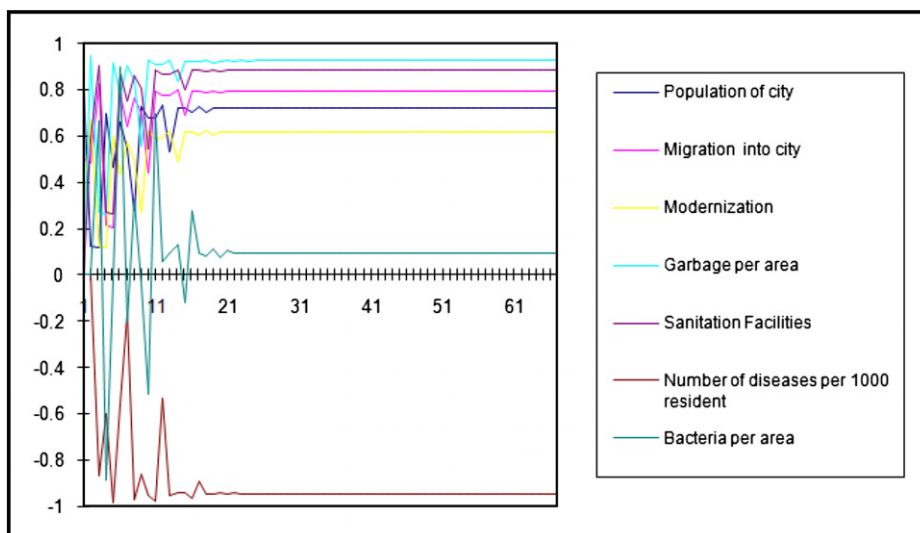 1
0.8
0.6
0.4
0.2
0
-0.2
-0.4
-0.6
-0.8
-1
1 11 21 31 41 51 61
Population of city
Migration into city
Modernization
Garbage per area
Sanitation Facilities
Number of diseases per 1000
resident
Bacteria per area